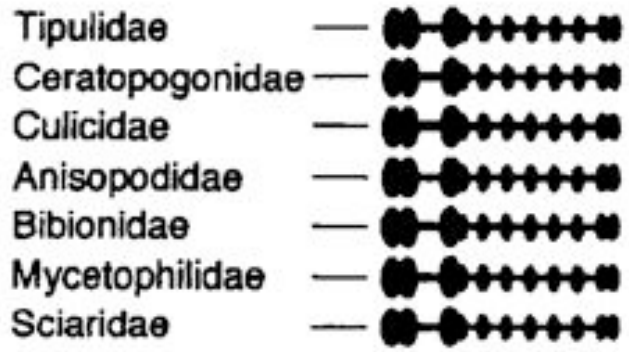 Tipulidae
Ceratopogonidae
Culicidae
Anisopodidae
Bibionidae
Mycetophilidae
Sciaridae